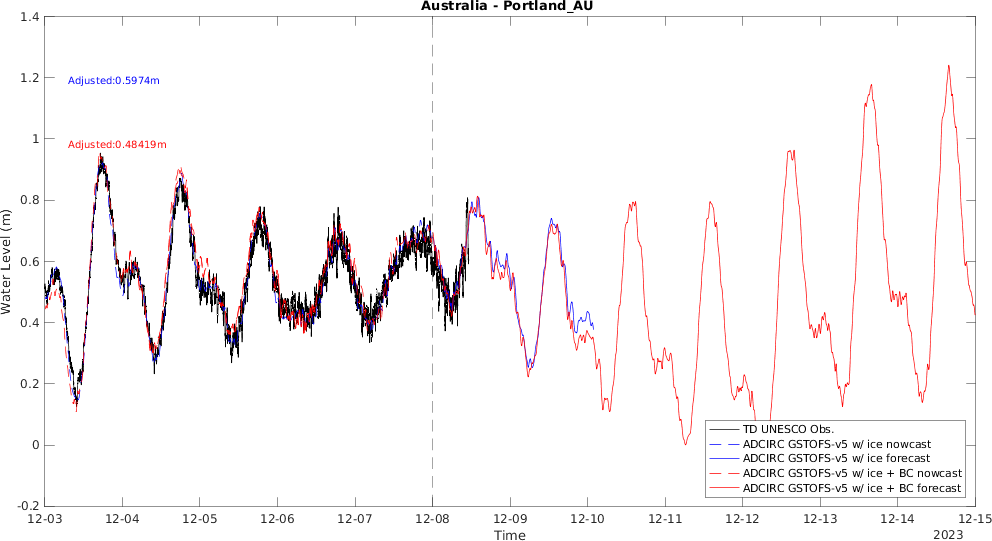 Australia - Portland_AU
1.4
1.2
1
0.8
0.6
0.4
0.2
0
-0.2
Water Level (m)
Adjusted:0.5974m
Adjusted:0.48419m
TD UNESCO Obs.
ADCIRC GSTOFS-v5 w/ ice nowcast
ADCIRC GSTOFS-v5 w/ ice forecast
ADCIRC GSTOFS-v5 w/ ice + BC nowcast
ADCIRC GSTOFS-v5 w/ ice + BC forecast
12-03 12-04 12-05 12-06 12-07 12-08 12-09 12-10 12-11 12-12 12-13 12-14 12-15
Time
2023